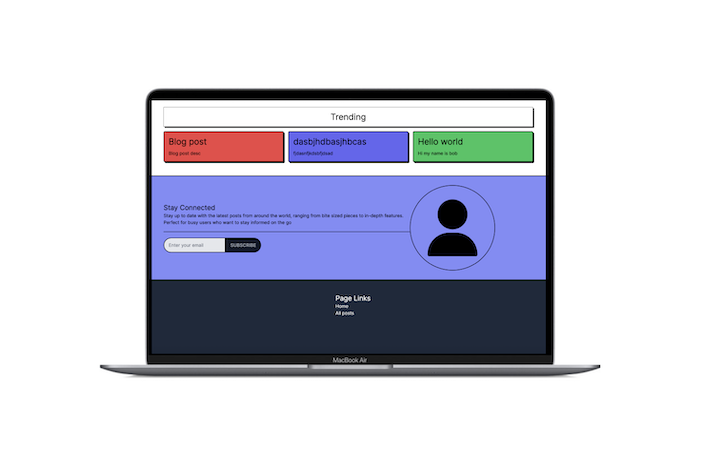 Trending
Blog post
Blog post desc
dasbjhdbasjhbcas
Hello world
Hi my name is bob
Stay Connected
Stay up to date with the latest posts from around the world, ranging from bite sized pieces to in-depth features.
Perfect for busy users who want to stay informed on the go
Enter your email
SUBSCRIBE
Page Links
Home
All posts
MacBook Air